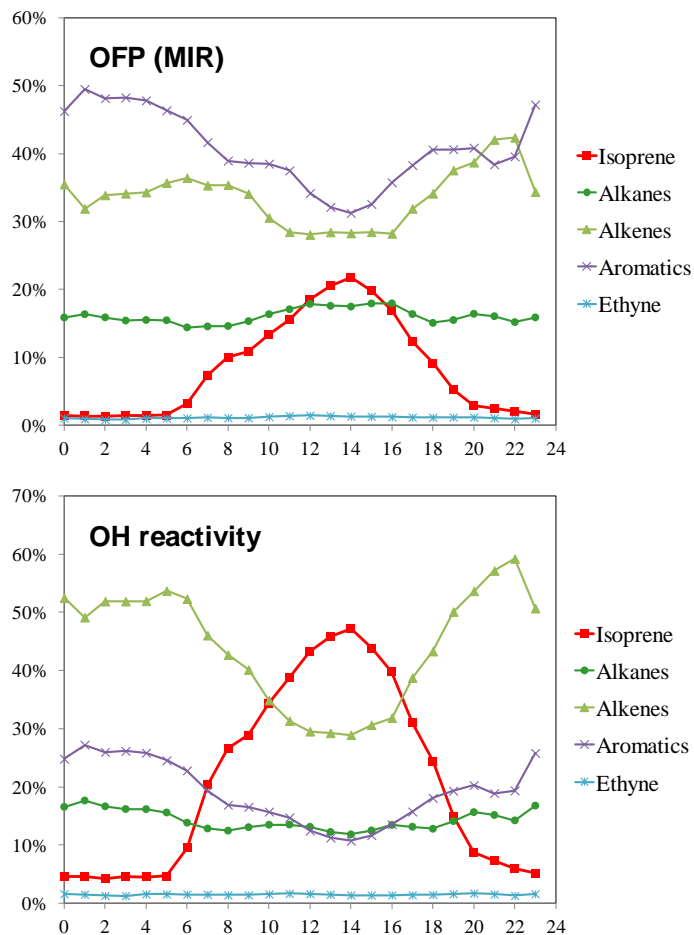 OFP (MIR)
60%
50%
40%
30%
20%
10%
0%
0 2 4 6 8 10 12 14 16 18 20 22 24
Isoprene
Alkanes
Alkenes
Aromatics
Ethyne
OH reactivity
70%
60%
50%
40%
30%
20%
10%
0%
0 2 4 6 8 10 12 14 16 18 20 22 24
Isoprene
Alkanes
Alkenes
Aromatics
Ethyne